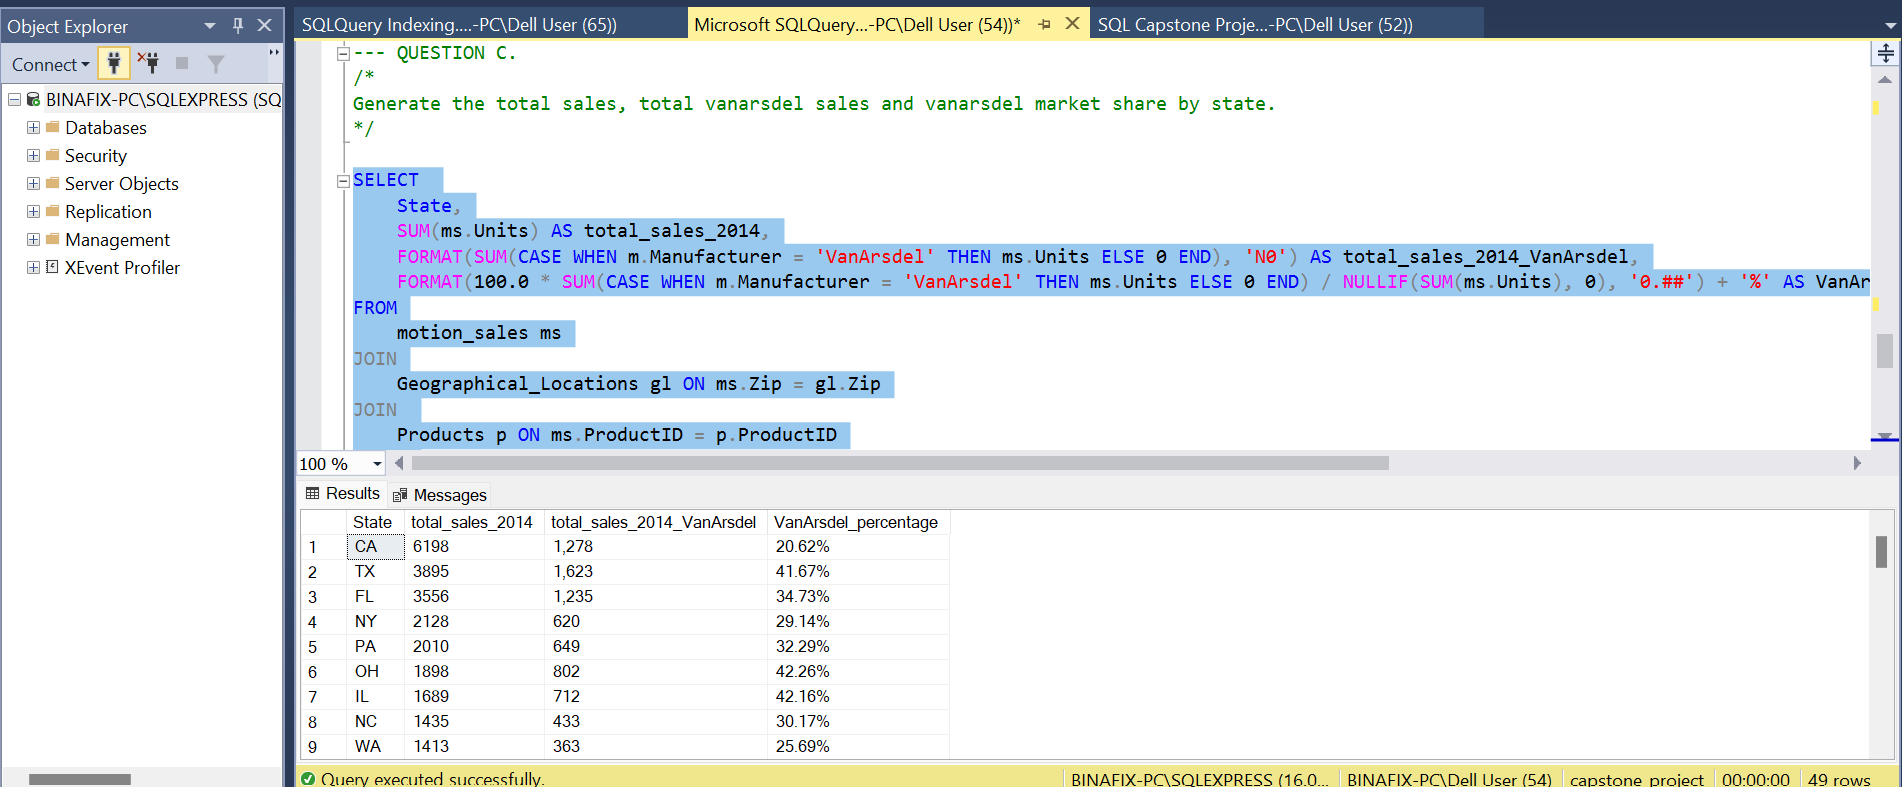 Object Explorer
Connect
BINAFIX-PC\SQLEXPRESS (SQ
Databases
Security
Server Objects
Replication
Management
XEvent Profiler
SQLQuery Indexing....-PC\Dell User (65))
Microsoft SQLQuery...-PC\Dell User (54))*
SQL Capstone Proje...-PC\Dell User (52))
--- QUESTION C.
/*
Generate the total sales, total vanarsdel sales and vanarsdel market share by state.
*/
SELECT
State,
SUM(ms.Units) AS total_sales_2014,
FORMAT(SUM(CASE WHEN m.Manufacturer = 'VanArsdel' THEN ms.Units ELSE 0 END), 'N0') AS total_sales_2014_VanArsdel,
FORMAT(100.0 * SUM(CASE WHEN m.Manufacturer = 'VanArsdel' THEN ms.Units ELSE 0 END) / NULLIF(SUM(ms.Units), 0), '0.##') + '%' AS VanAr
FROM
motion_sales ms
JOIN
Geographical_Locations gl ON ms.Zip = gl.Zip
JOIN
Products p ON ms.ProductID = p.ProductID
100 %
Results Messages
State total_sales_2014 total_sales_2014_VanArsdel VanArsdel_percentage
1 CA 6198 1,278 20.62%
2 TX 3895 1,623 41.67%
3 FL 3556 1,235 34.73%
4 NY 2128 620 29.14%
5 PA 2010 649 32.29%
6 OH 1898 802 42.26%
7 IL 1689 712 42.16%
8 NC 1435 433 30.17%
9 WA 1413 363 25.69%
Query executed successfully. BINAFIX-PC\SQLEXPRESS (16.0... BINAFIX-PC\Dell User (54) capstone_project 00:00:00 49 rows